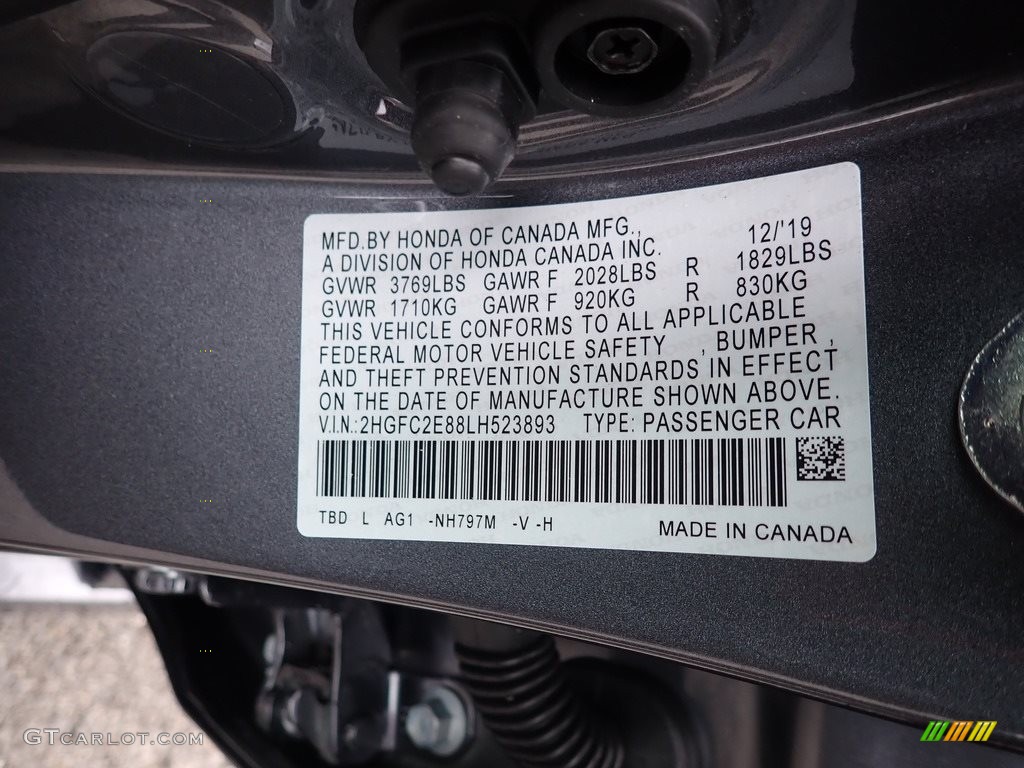 MFD.BY HONDA OF CANADA MFG., 12/'19
A DIVISION OF HONDA CANADA INC.
GVWR 3769LBS GAWR F 2028LBS R 1829LBS
GVWR 1710KG GAWR F 920KG R 830KG
THIS VEHICLE CONFORMS TO ALL APPLICABLE
FEDERAL MOTOR VEHICLE SAFETY , BUMPER ,
AND THEFT PREVENTION STANDARDS IN EFFECT
ON THE DATE OF MANUFACTURE SHOWN ABOVE.
V.I.N.:2HGFC2E88LH523893 TYPE: PASSENGER CAR
TBD L AG1 -NH797M -V -H
MADE IN CANADA
GTCARLOT.COM